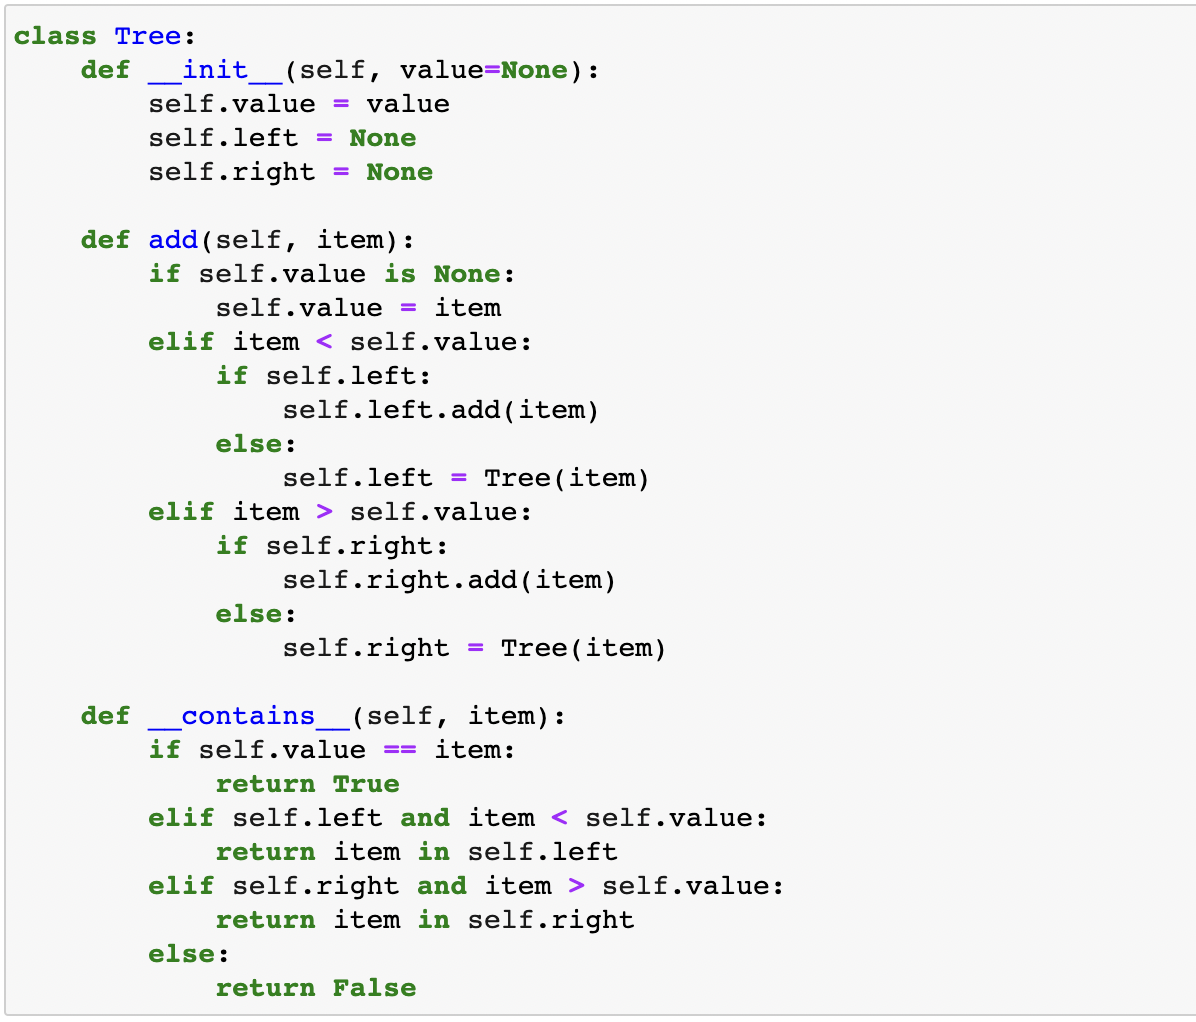 class Tree:
    def __init__(self, value=None):
        self.value = value
        self.left = None
        self.right = None

    def add(self, item):
        if self.value is None:
            self.value = item
        elif item < self.value:
            if self.left:
                self.left.add(item)
            else:
                self.left = Tree(item)
        elif item > self.value:
            if self.right:
                self.right.add(item)
            else:
                self.right = Tree(item)

    def __contains__(self, item):
        if self.value == item:
            return True
        elif self.left and item < self.value:
            return item in self.left
        elif self.right and item > self.value:
            return item in self.right
        else:
            return False